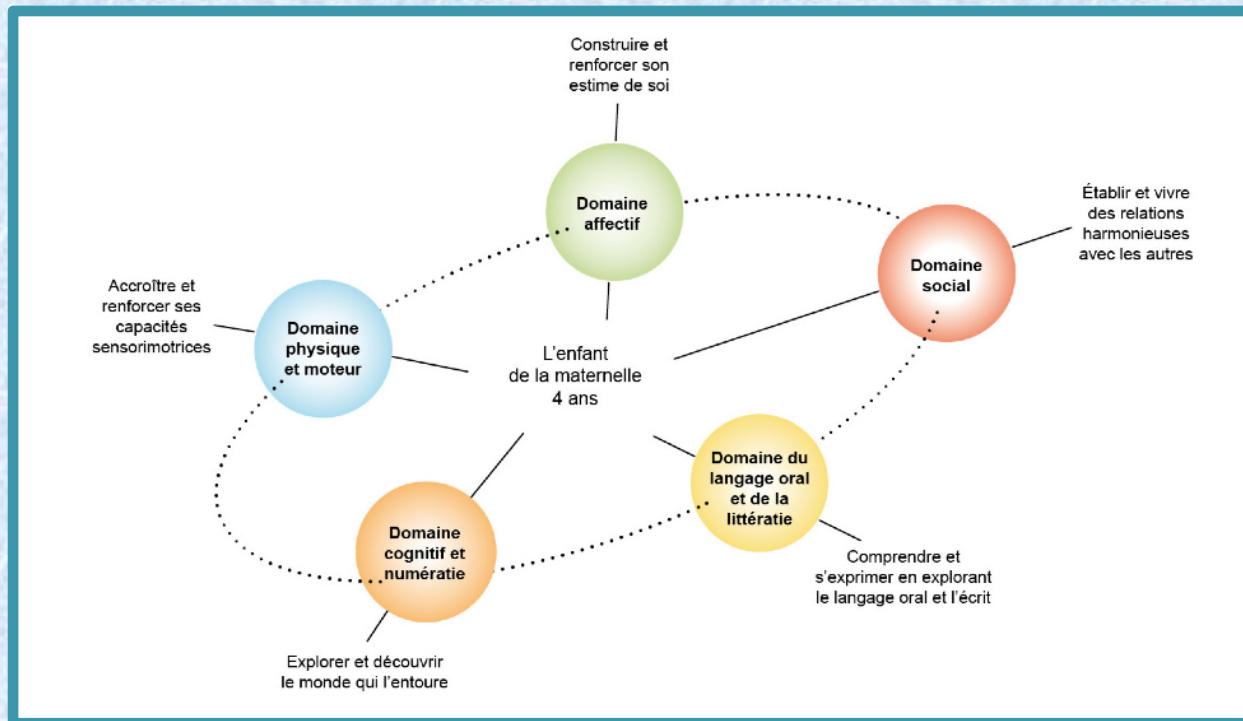 Construire et
renforcer son
estime de soi
Domaine
affectif
Établir et vivre
des relations
harmonieuses
avec les autres
Domaine
social
Accroître et
renforcer ses
capacités
sensorimotrices
Domaine
physique
et moteur
L'enfant
de la maternelle
4 ans
Domaine du
langage oral
et de la
littératie
Domaine
cognitif et
numératie
Comprendre et
s'exprimer en explorant
le langage oral et l'écrit
Explorer et découvrir
le monde qui l'entoure